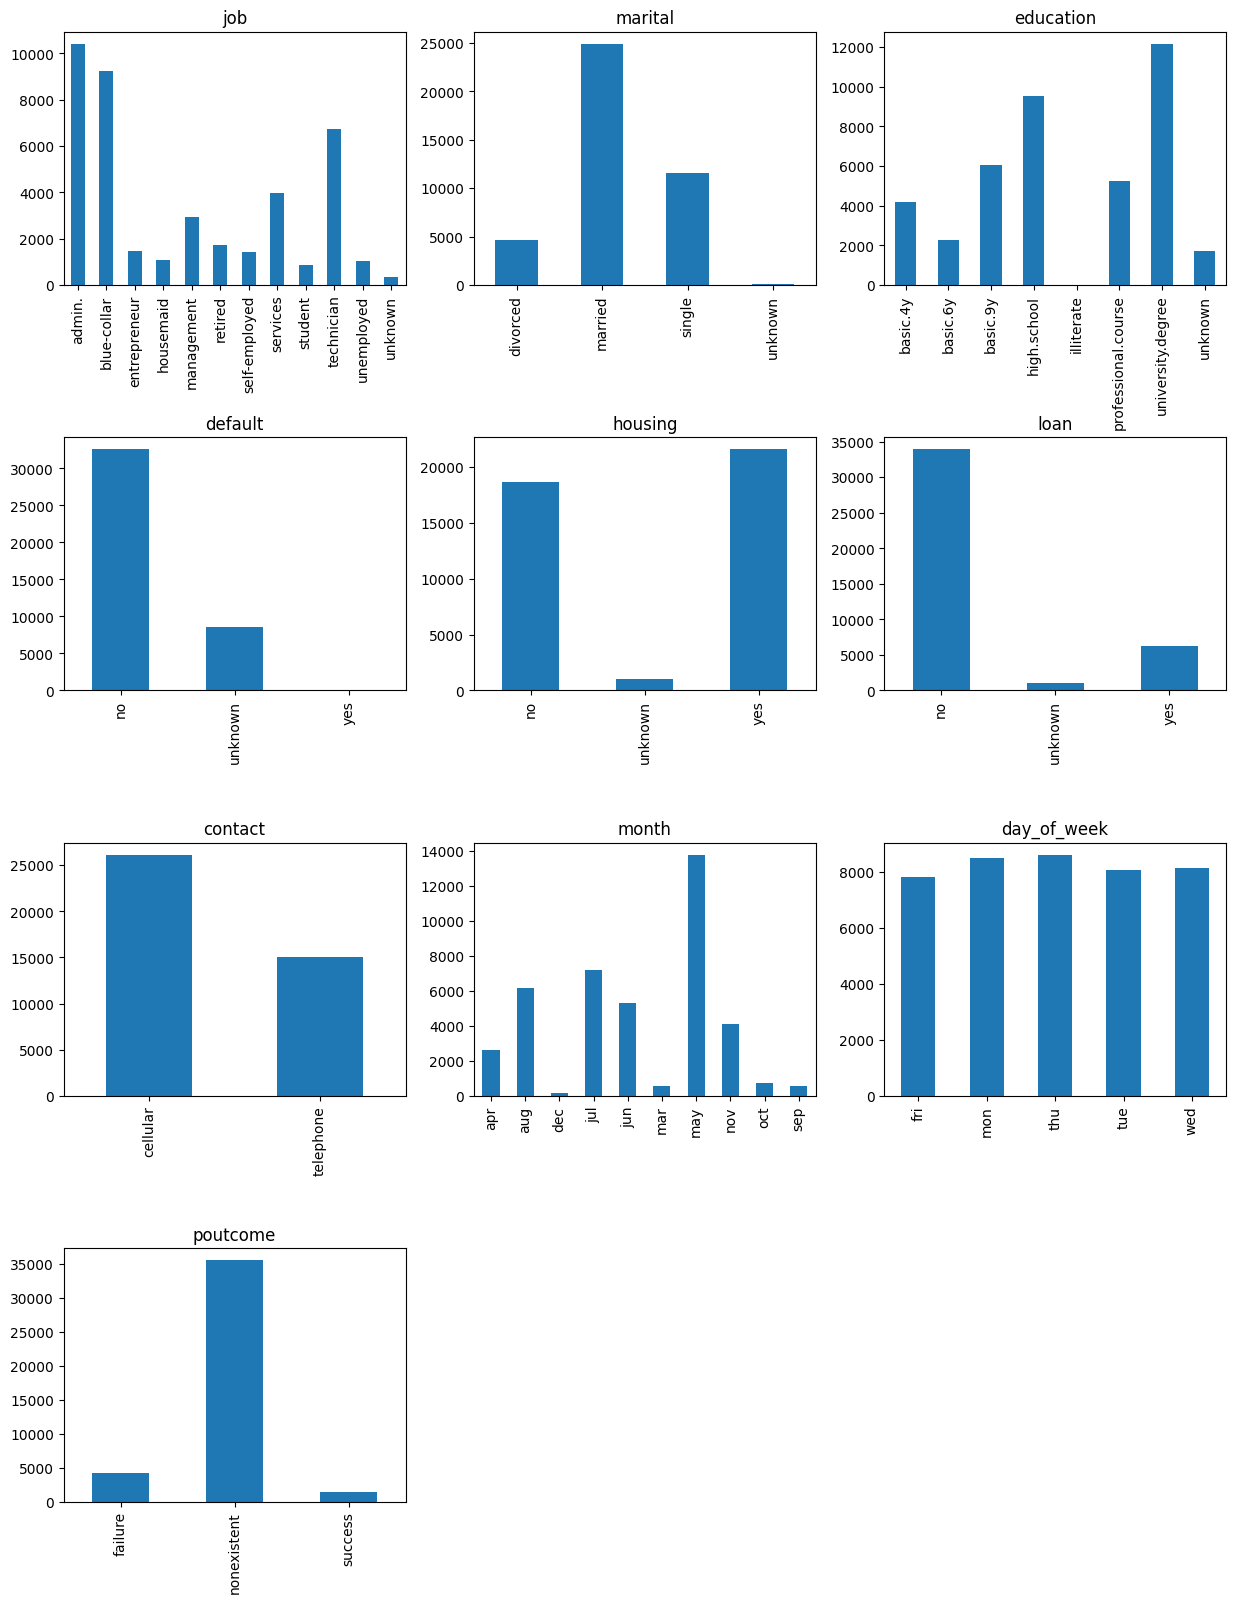 job
10000
8000
6000
4000
2000
0
admin.
blue-collar
entrepreneur
housemaid
management
retired
self-employed
services
student
technician
unemployed
unknown
marital
25000
20000
15000
10000
5000
0
divorced
married
single
unknown
education
12000
10000
8000
6000
4000
2000
0
basic.4y
basic.6y
basic.9y
high.school
illiterate
professional.course
university.degree
unknown
default
30000
25000
20000
15000
10000
5000
0
no
unknown
yes
housing
20000
15000
10000
5000
0
no
unknown
yes
loan
35000
30000
25000
20000
15000
10000
5000
0
no
unknown
yes
contact
25000
20000
15000
10000
5000
0
cellular
telephone
month
14000
12000
10000
8000
6000
4000
2000
0
apr
aug
dec
jul
jun
mar
may
nov
oct
sep
day_of_week
8000
6000
4000
2000
0
fri
mon
thu
tue
wed
poutcome
35000
30000
25000
20000
15000
10000
5000
0
failure
nonexistent
success